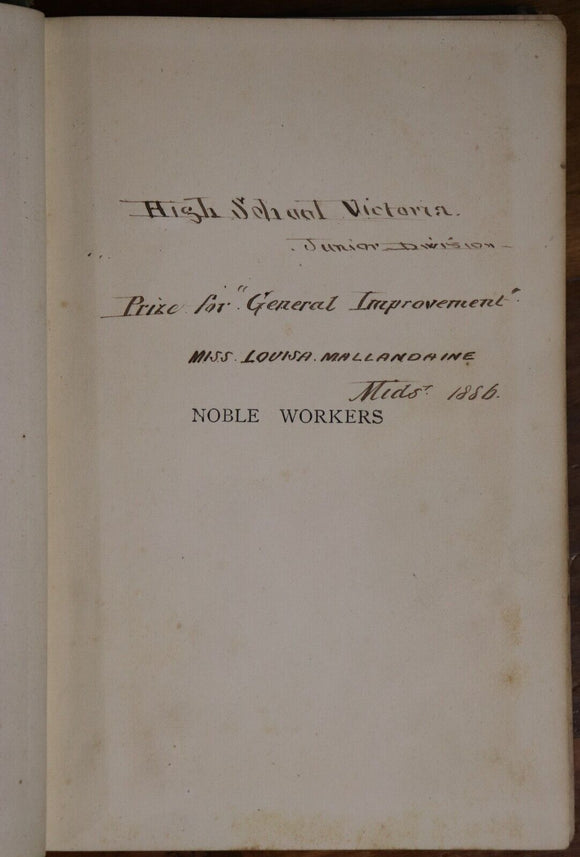 High School Victoria.
Junior Division
Prize for "General Improvement".
MISS. LOUISA. MALLANDAINE
Midsr. 1886.
NOBLE WORKERS